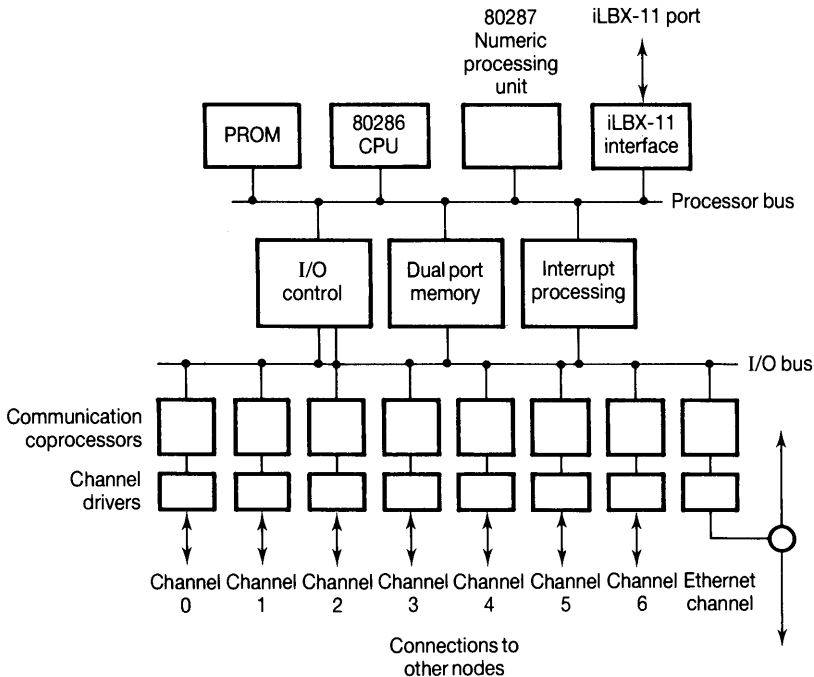 80287
Numeric
processing
unit
iLBX-11 port
PROM
80286
CPU
iLBX-11
interface
Processor bus
I/O
control
Dual port
memory
Interrupt
processing
I/O bus
Communication
coprocessors
Channel
drivers
Channel
0
Channel
1
Channel
2
Channel
3
Channel
4
Channel
5
Channel
6
Ethernet
channel
Connections to
other nodes